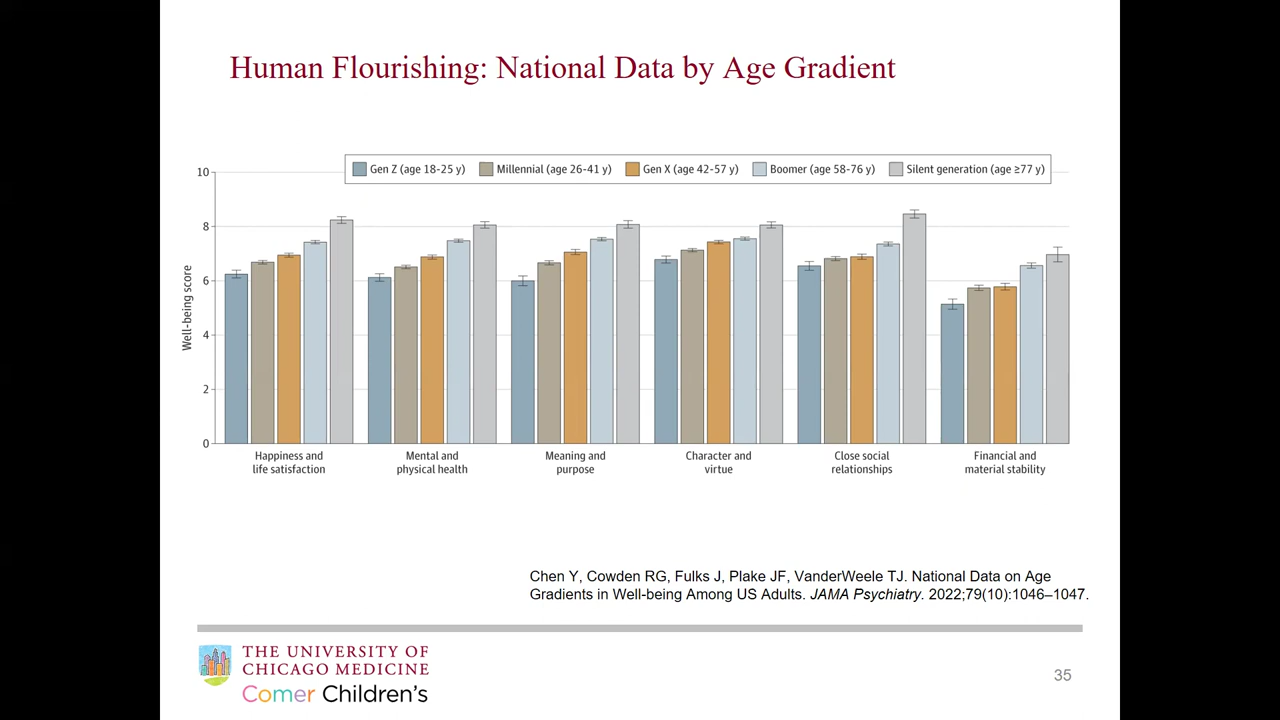 Human Flourishing: National Data by Age Gradient
Gen Z (age 18-25 y) Millennial (age 26-41 y) Gen X (age 42-57 y) Boomer (age 58-76 y) Silent generation (age ≥77 y)
10
8
6
4
2
0
Well-being score
Happiness and
life satisfaction
Mental and
physical health
Meaning and
purpose
Character and
virtue
Close social
relationships
Financial and
material stability
Chen Y, Cowden RG, Fulks J, Plake JF, VanderWeele TJ. National Data on Age
Gradients in Well-being Among US Adults. JAMA Psychiatry. 2022;79(10):1046–1047.
THE UNIVERSITY OF
CHICAGO MEDICINE
Comer Children's
35